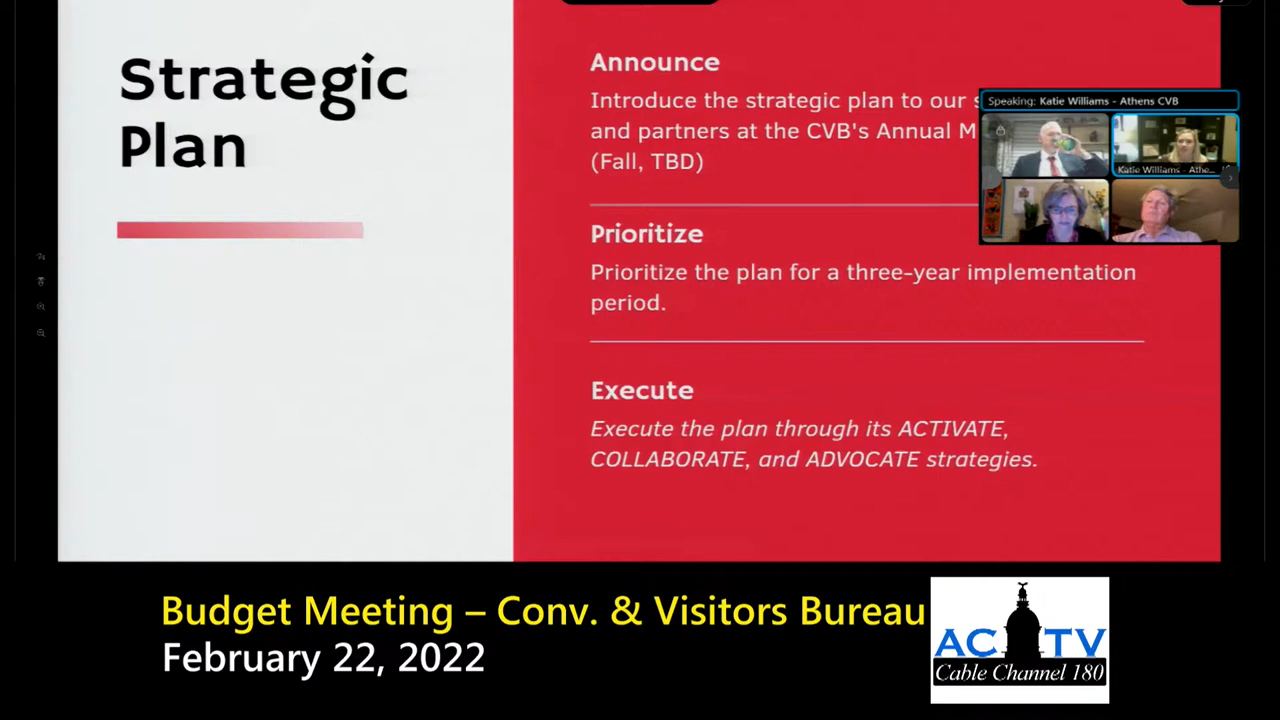 Strategic
Plan
Announce
Introduce the strategic plan to our
and partners at the CVB's Annual
(Fall, TBD)
Prioritize
Prioritize the plan for a three-year implementation
period.
Execute
Execute the plan through its ACTIVATE,
COLLABORATE, and ADVOCATE strategies.
Speaking: Katie Williams - Athens CVB
Katie Williams - Athe...
Budget Meeting – Conv. & Visitors Bureau
February 22, 2022
ACTV
Cable Channel 180